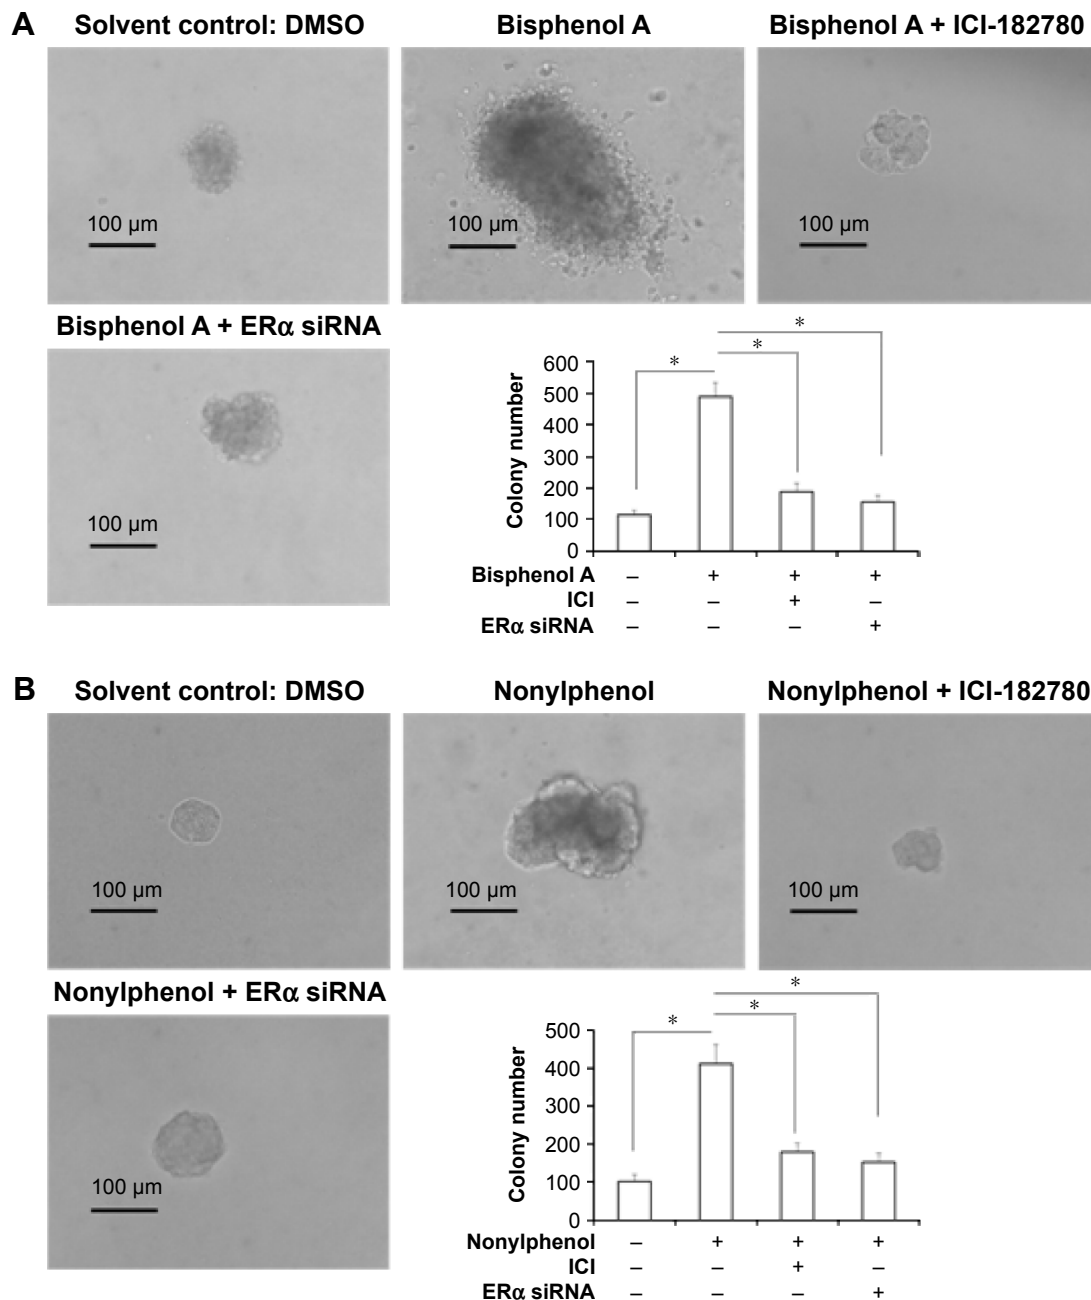 A
Solvent control: DMSO
Bisphenol A
Bisphenol A + ICI-182780
100 µm
100 µm
100 µm
Bisphenol A + ERα siRNA
100 µm
*
*
*
Colony number
600
500
400
300
200
100
0
Bisphenol A – + + +
ICI – – + –
ERα siRNA – – – +
B
Solvent control: DMSO
Nonylphenol
Nonylphenol + ICI-182780
100 µm
100 µm
100 µm
Nonylphenol + ERα siRNA
100 µm
*
*
*
Colony number
500
400
300
200
100
0
Nonylphenol – + + +
ICI – – + –
ERα siRNA – – – +